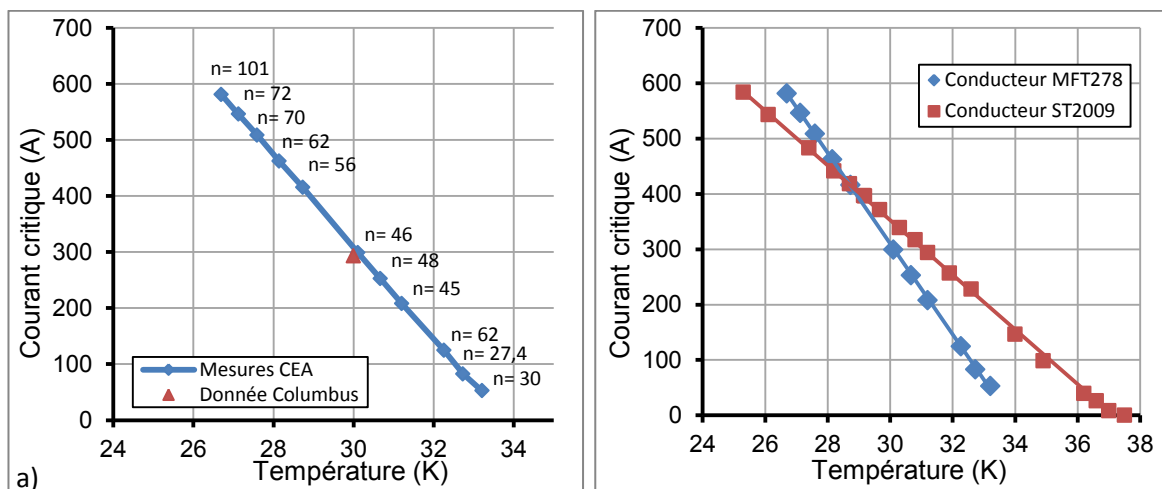 700
600
500
400
300
200
100
0
Courant critique (A)
n= 101
n= 72
n= 70
n= 62
n= 56
n= 46
n= 48
n= 45
n= 62
n= 27,4
n= 30
Mesures CEA
Donnée Columbus
24 26 28 30 32 34
Température (K)
a)
700
600
500
400
300
200
100
0
Courant critique (A)
Conducteur MFT278
Conducteur ST2009
24 26 28 30 32 34 36 38
Température (K)